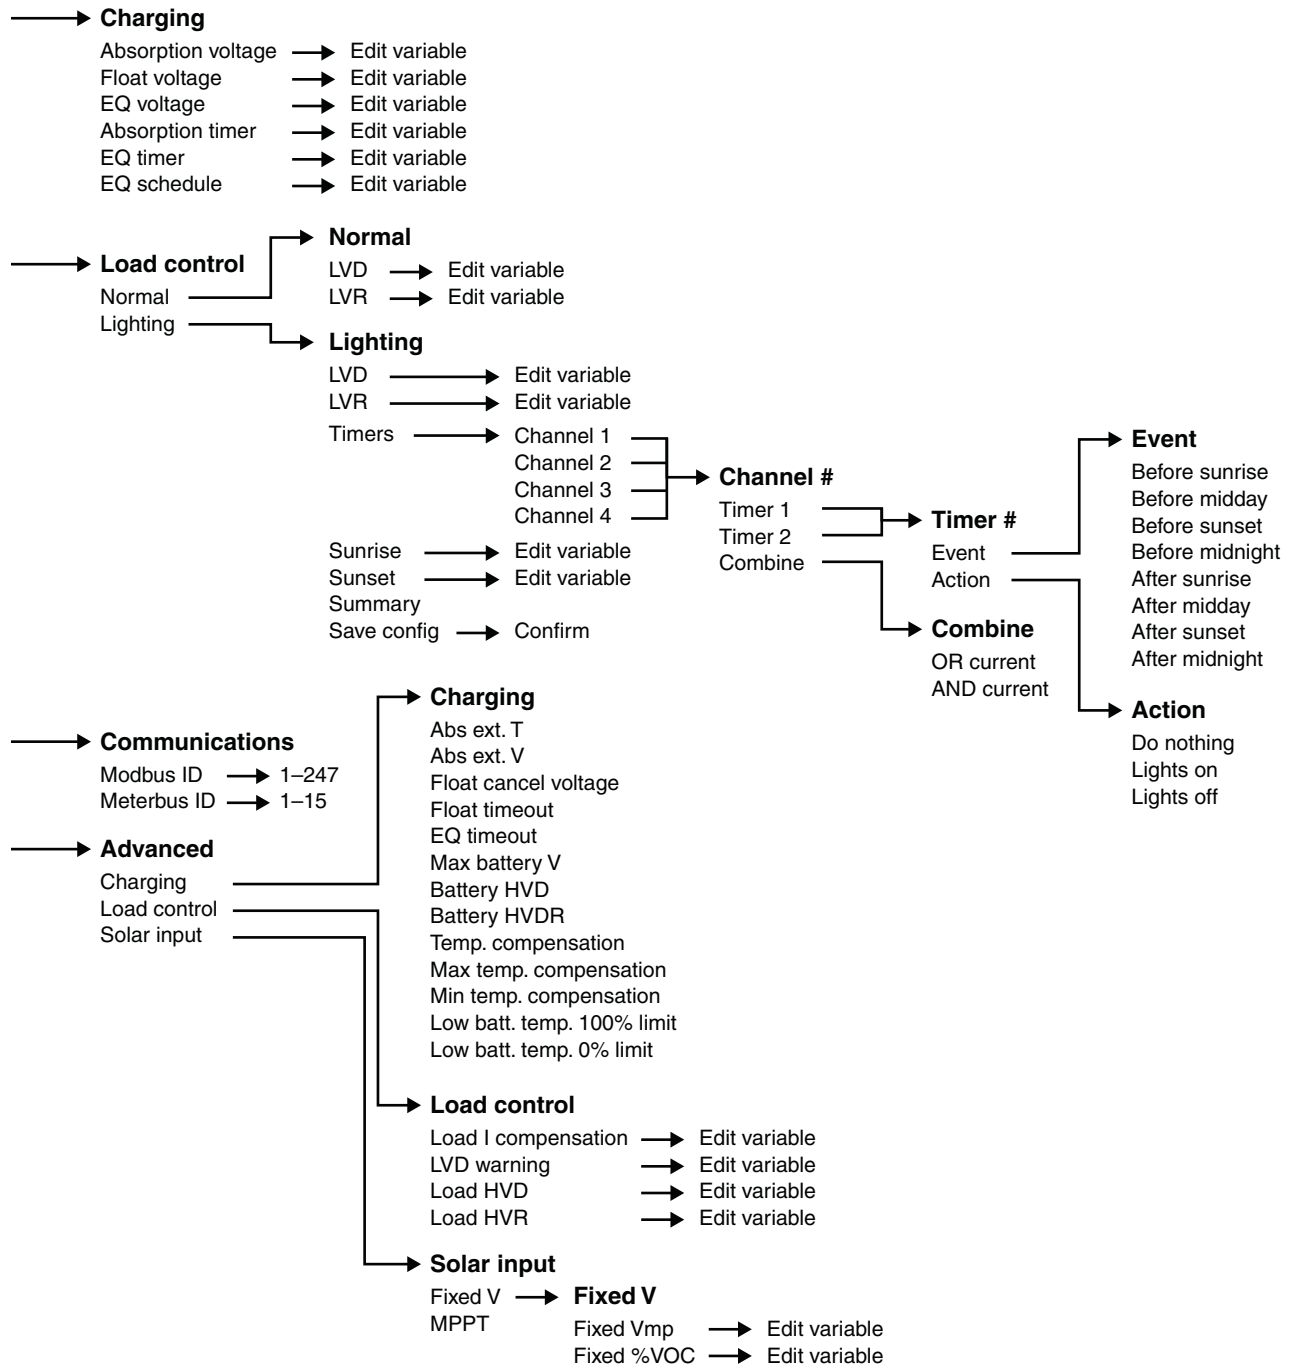 Charging
Absorption voltage Edit variable
Float voltage Edit variable
EQ voltage Edit variable
Absorption timer Edit variable
EQ timer Edit variable
EQ schedule Edit variable
Load control
Normal
Lighting
Normal
LVD Edit variable
LVR Edit variable
Lighting
LVD Edit variable
LVR Edit variable
Timers Channel 1
Channel 2
Channel 3
Channel 4
Sunrise Edit variable
Sunset Edit variable
Summary
Save config Confirm
Channel #
Timer 1
Timer 2
Combine
Timer #
Event
Action
Combine
OR current
AND current
Event
Before sunrise
Before midday
Before sunset
Before midnight
After sunrise
After midday
After sunset
After midnight
Action
Do nothing
Lights on
Lights off
Communications
Modbus ID 1–247
Meterbus ID 1–15
Advanced
Charging
Load control
Solar input
Charging
Abs ext. T
Abs ext. V
Float cancel voltage
Float timeout
EQ timeout
Max battery V
Battery HVD
Battery HVDR
Temp. compensation
Max temp. compensation
Min temp. compensation
Low batt. temp. 100% limit
Low batt. temp. 0% limit
Load control
Load I compensation Edit variable
LVD warning Edit variable
Load HVD Edit variable
Load HVR Edit variable
Solar input
Fixed V
MPPT
Fixed V
Fixed Vmp Edit variable
Fixed %VOC Edit variable